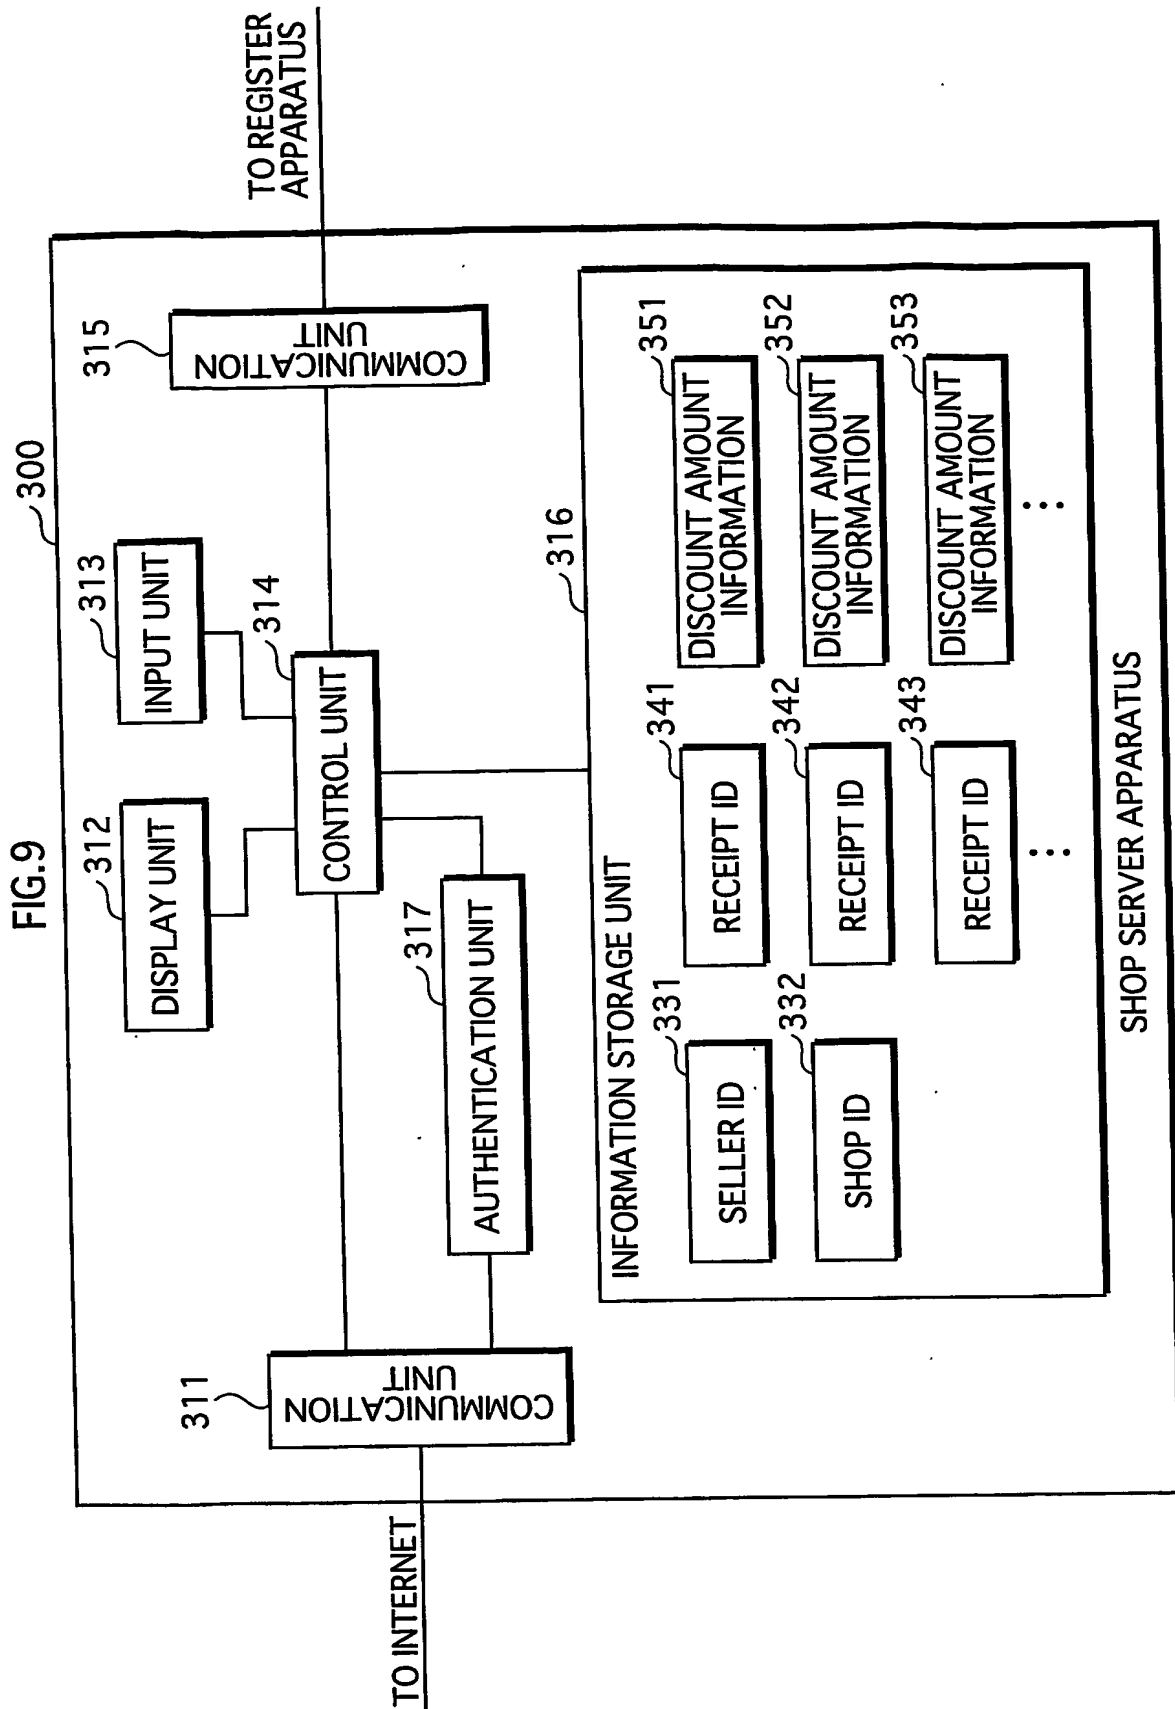 FIG.9
300
TO INTERNET
311
COMMUNICATION
UNIT
312
DISPLAY UNIT
313
INPUT UNIT
314
CONTROL UNIT
315
COMMUNICATION
UNIT
TO REGISTER
APPARATUS
317
AUTHENTICATION UNIT
316
INFORMATION STORAGE UNIT
331
SELLER ID
341
RECEIPT ID
351
DISCOUNT AMOUNT
INFORMATION
332
SHOP ID
342
RECEIPT ID
352
DISCOUNT AMOUNT
INFORMATION
343
RECEIPT ID
353
DISCOUNT AMOUNT
INFORMATION
...
...
SHOP SERVER APPARATUS